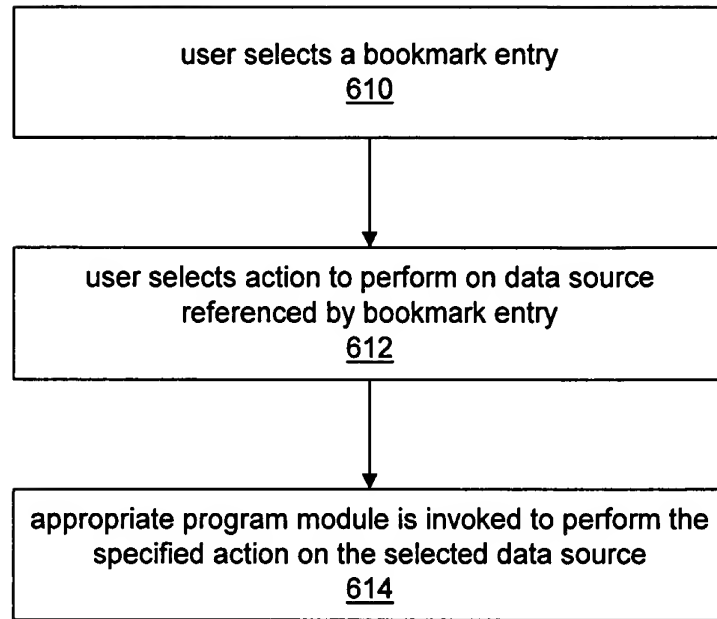 user selects a bookmark entry
610
user selects action to perform on data source
referenced by bookmark entry
612
appropriate program module is invoked to perform the
specified action on the selected data source
614